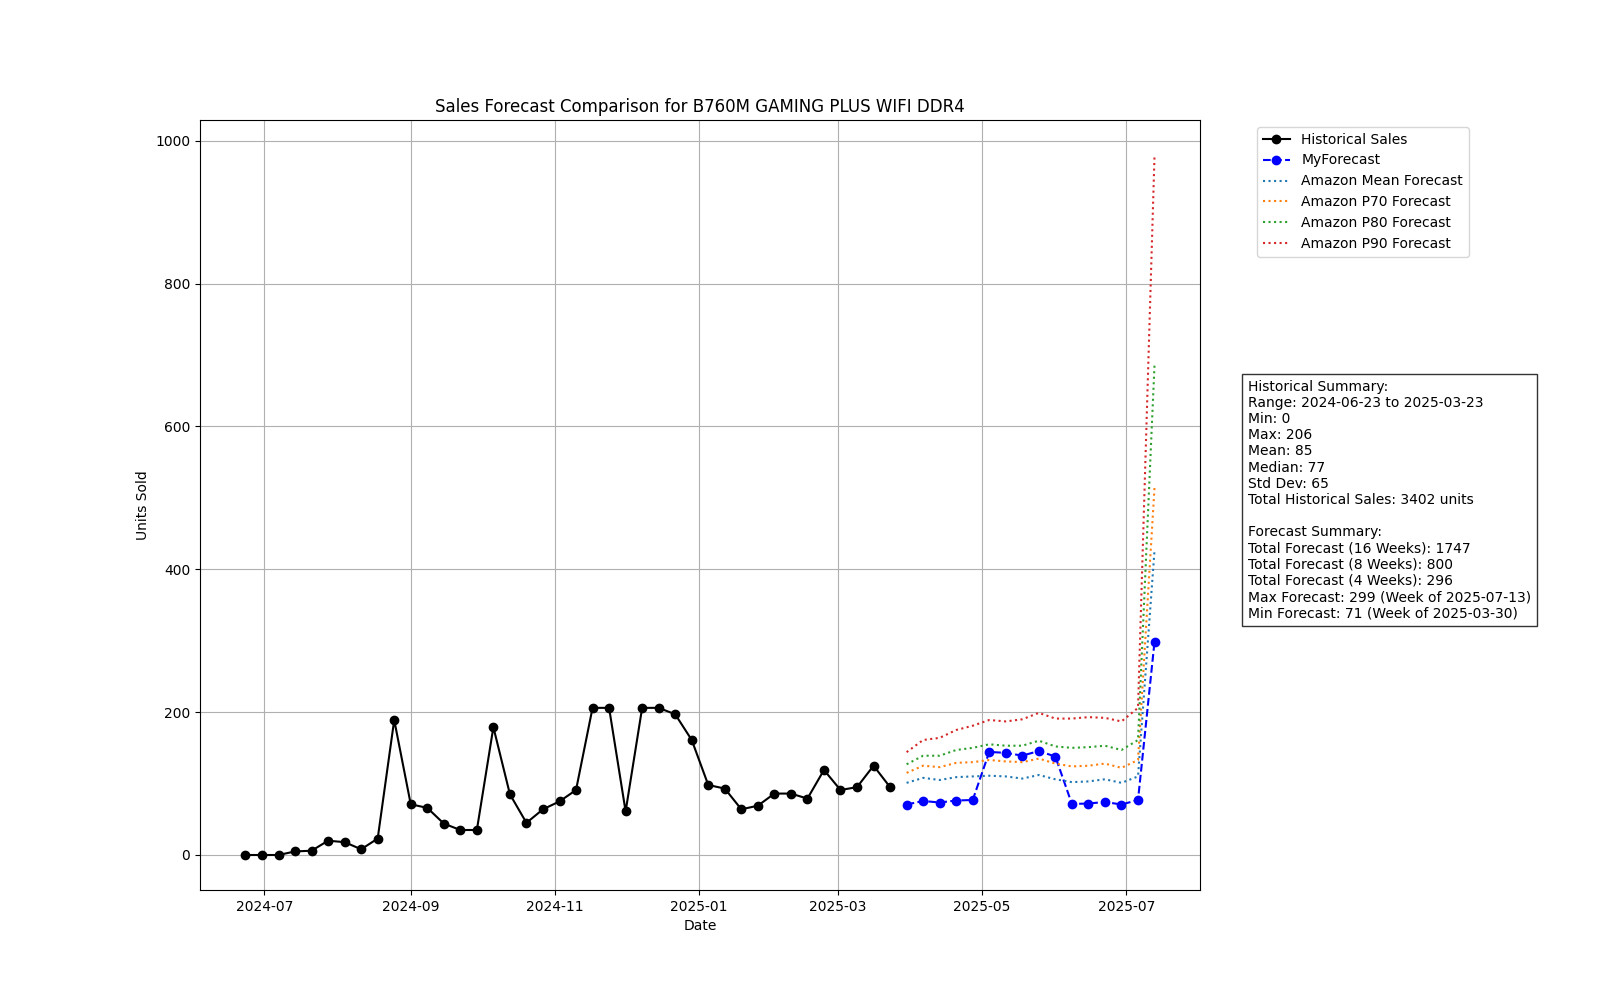 Sales Forecast Comparison for B760M GAMING PLUS WIFI DDR4
1000
800
600
400
200
0
Units Sold
2024-07
2024-09
2024-11
2025-01
2025-03
2025-05
2025-07
Date
Historical Sales
MyForecast
Amazon Mean Forecast
Amazon P70 Forecast
Amazon P80 Forecast
Amazon P90 Forecast
Historical Summary:
Range: 2024-06-23 to 2025-03-23
Min: 0
Max: 206
Mean: 85
Median: 77
Std Dev: 65
Total Historical Sales: 3402 units
Forecast Summary:
Total Forecast (16 Weeks): 1747
Total Forecast (8 Weeks): 800
Total Forecast (4 Weeks): 296
Max Forecast: 299 (Week of 2025-07-13)
Min Forecast: 71 (Week of 2025-03-30)